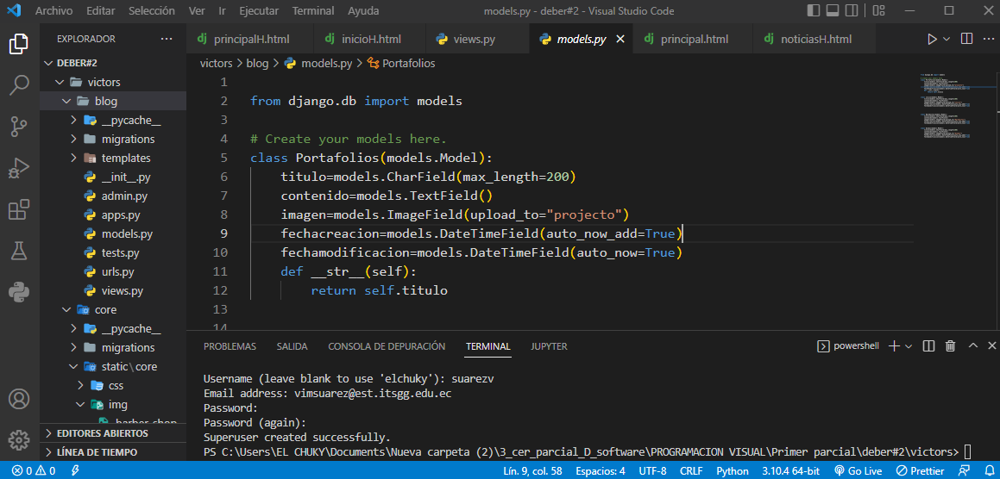 Archivo Editar Selección Ver Ir Ejecutar Terminal Ayuda models.py - deber#2 - Visual Studio Code
EXPLORADOR ··· principalH.html inicioH.html views.py models.py principal.html noticiasH.html
DEBER#2
victors > blog > models.py > Portafolios
victors
blog
__pycache__
migrations
templates
__init__.py
admin.py
apps.py
models.py
tests.py
urls.py
views.py
core
__pycache__
migrations
static\core
css
img
EDITORES ABIERTOS
LÍNEA DE TIEMPO
1
2 from django.db import models
3
4 # Create your models here.
5 class Portafolios(models.Model):
6 titulo=models.CharField(max_length=200)
7 contenido=models.TextField()
8 imagen=models.ImageField(upload_to="projecto")
9 fechacreacion=models.DateTimeField(auto_now_add=True)
10 fechamodificacion=models.DateTimeField(auto_now=True)
11 def __str__(self):
12 return self.titulo
13
14
PROBLEMAS SALIDA CONSOLA DE DEPURACIÓN TERMINAL JUPYTER powershell
Username (leave blank to use 'elchuky'): suarezv
Email address: vimsuarez@est.itsgg.edu.ec
Password:
Password (again):
Superuser created successfully.
PS C:\Users\EL CHUKY\Documents\Nueva carpeta (2)\3_cer_parcial_D_software\PROGRAMACION VISUAL\Primer parcial\deber#2\victors>
0 0 Lín. 9, col. 58 Espacios: 4 UTF-8 CRLF Python 3.10.4 64-bit Go Live Prettier